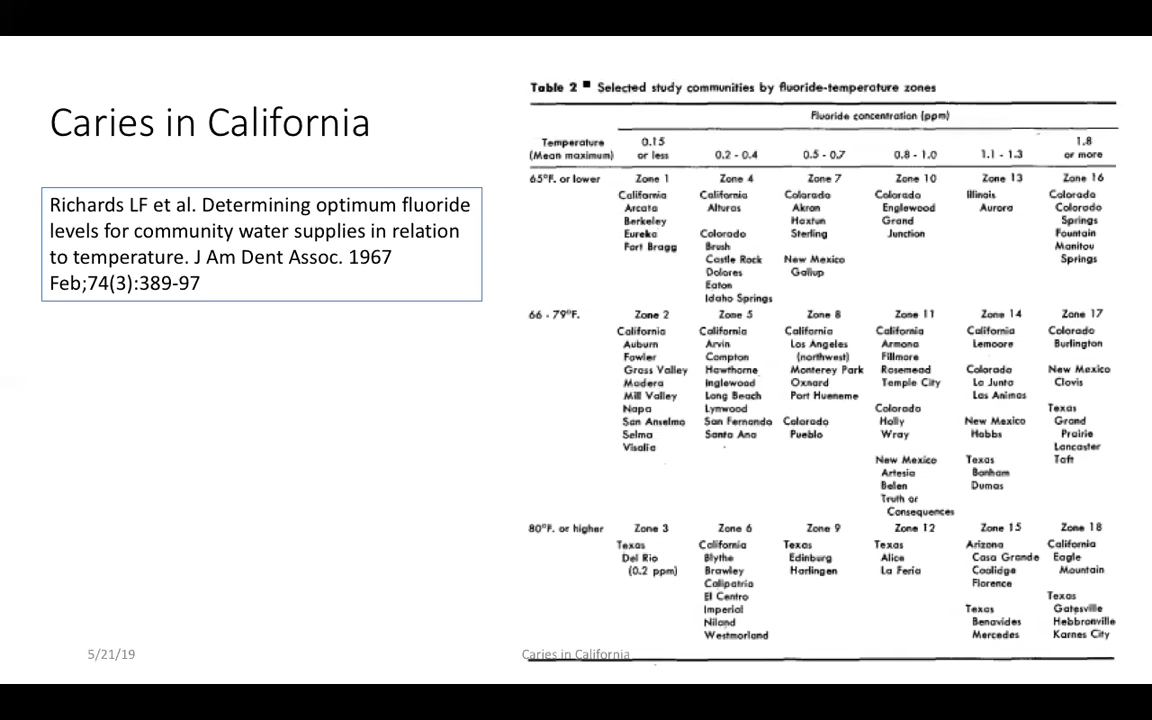 Caries in California
Richards LF et al. Determining optimum fluoride
levels for community water supplies in relation
to temperature. J Am Dent Assoc. 1967
Feb;74(3):389-97
Table 2 ■ Selected study communities by fluoride-temperature zones
Fluoride concentration (ppm)
Temperature 0.15 1.8
(Mean maximum) or less 0.2 - 0.4 0.5 - 0.7 0.8 - 1.0 1.1 - 1.3 or more
65°F. or lower Zone 1 Zone 4 Zone 7 Zone 10 Zone 13 Zone 16
California California Colorado Colorado Illinois Colorado
Arcata Alturas Akron Englewood Aurora Colorado
Berkeley Haxtun Grand Springs
Eureka Colorado Sterling Junction Fountain
Fort Bragg Brush Manitou
Castle Rock New Mexico Springs
Dolores Gallup
Eaton
Idaho Springs
66 - 79°F. Zone 2 Zone 5 Zone 8 Zone 11 Zone 14 Zone 17
California California California California California Colorado
Auburn Arvin Los Angeles Armona Lemoore Burlington
Fowler Compton (northwest) Fillmore
Grass Valley Hawthorne Monterey Park Rosemead Colorado New Mexico
Madera Inglewood Oxnard Temple City La Junta Clovis
Mill Valley Long Beach Port Hueneme Las Animas
Napa Lynwood Colorado Texas
San Anselmo San Fernando Colorado Holly New Mexico Grand
Selma Santa Ana Pueblo Wray Hobbs Prairie
Visalia Lancaster
New Mexico Texas Taft
Artesia Bonham
Belen Dumas
Truth or
Consequences
80°F. or higher Zone 3 Zone 6 Zone 9 Zone 12 Zone 15 Zone 18
Texas California Texas Texas Arizona California
Del Rio Blythe Edinburg Alice Casa Grande Eagle
(0.2 ppm) Brawley Harlingen La Feria Coolidge Mountain
Calipatria Florence
El Centro Texas
Imperial Texas Gatesville
Niland Benavides Hebbronville
Westmorland Mercedes Karnes City
5/21/19
Caries in California